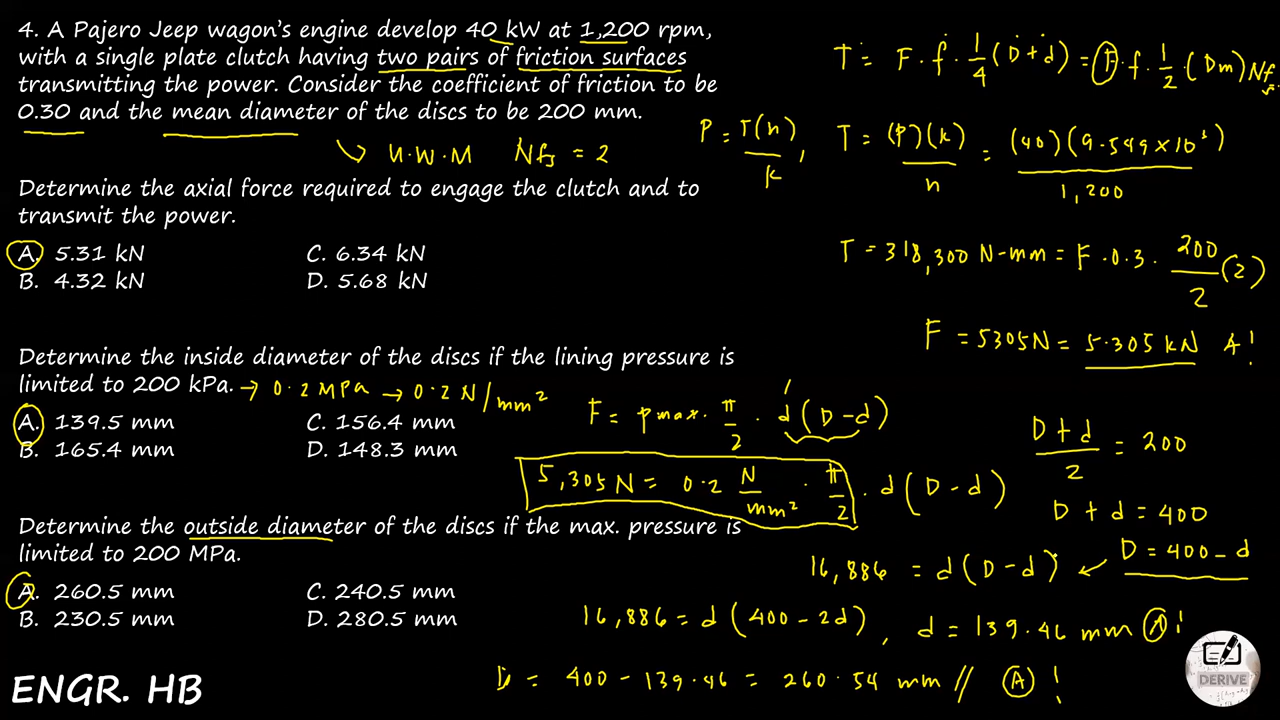 4. A Pajero Jeep wagon's engine develop 40 kW at 1,200 rpm,
with a single plate clutch having two pairs of friction surfaces
transmitting the power. Consider the coefficient of friction to be
0.30 and the mean diameter of the discs to be 200 mm.
U.W.M Nfs = 2
Determine the axial force required to engage the clutch and to
transmit the power.
A. 5.31 kN C. 6.34 kN
B. 4.32 kN D. 5.68 kN
Determine the inside diameter of the discs if the lining pressure is
limited to 200 kPa. → 0.2 MPa → 0.2 N/mm²
A. 139.5 mm C. 156.4 mm
B. 165.4 mm D. 148.3 mm
Determine the outside diameter of the discs if the max. pressure is
limited to 200 MPa.
A. 260.5 mm C. 240.5 mm
B. 230.5 mm D. 280.5 mm
T = F · f · 1/4 (D + d) = F · f · 1/2 · (Dm) Nfs
P = T(n)/k , T = (P)(k)/n = (40)(9.549×10⁶)/1,200
T = 318,300 N-mm = F · 0.3 · 200/2 (2)
F = 5305N = 5.305 kN A!
F = pmax · π/2 · d (D - d)
5,305N = 0.2 N/mm² · π/2 · d (D - d)
D + d/2 = 200
D + d = 400
D = 400 - d
16,886 = d (D - d)
16,886 = d (400 - 2d) , d = 139.46 mm A!
D = 400 - 139.46 = 260.54 mm // A !
ENGR. HB
DERIVE